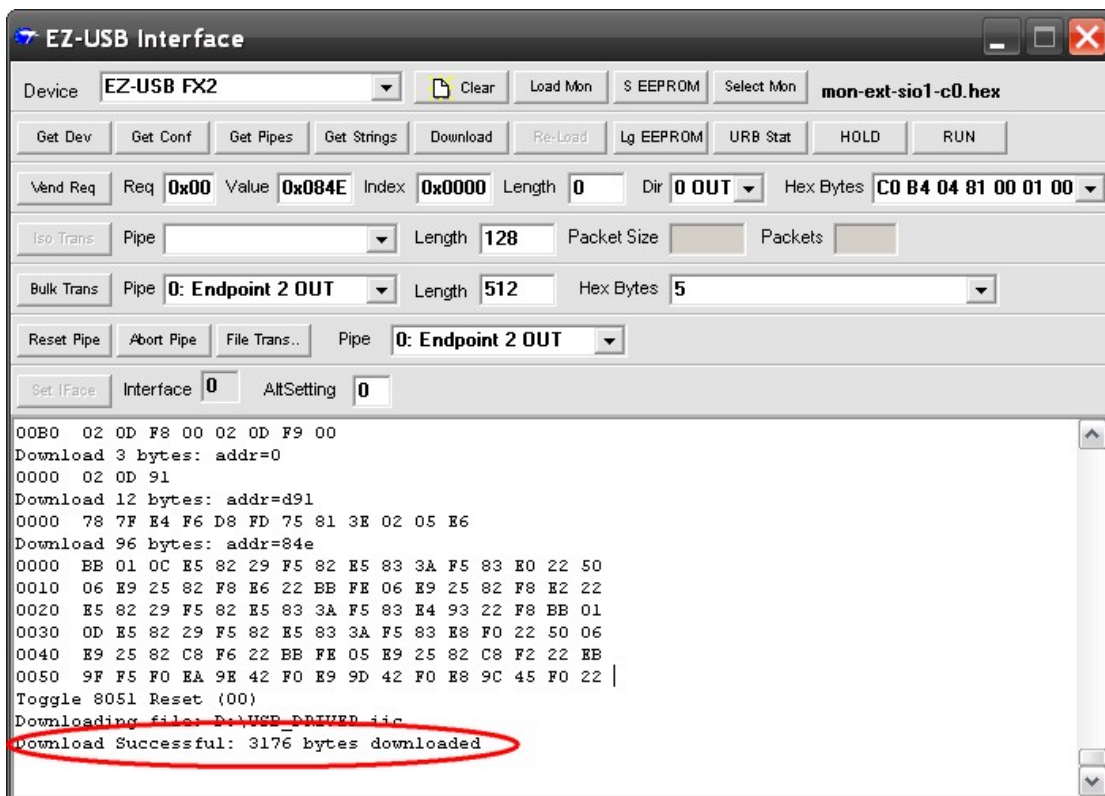 EZ-USB Interface
Device EZ-USB FX2 Clear Load Mon S EEPROM Select Mon mon-ext-sio1-c0.hex
Get Dev Get Conf Get Pipes Get Strings Download Re-Load Lg EEPROM URB Stat HOLD RUN
Vend Req Req 0x00 Value 0x084E Index 0x0000 Length 0 Dir 0 OUT Hex Bytes C0 B4 04 81 00 01 00
Iso Trans Pipe Length 128 Packet Size Packets
Bulk Trans Pipe 0: Endpoint 2 OUT Length 512 Hex Bytes 5
Reset Pipe Abort Pipe File Trans.. Pipe 0: Endpoint 2 OUT
Set IFace Interface 0 AltSetting 0
00B0 02 0D F8 00 02 0D F9 00
Download 3 bytes: addr=0
0000 02 0D 91
Download 12 bytes: addr=d91
0000 78 7F E4 F6 D8 FD 75 81 3E 02 05 E6
Download 96 bytes: addr=84e
0000 BB 01 0C E5 82 29 F5 82 E5 83 3A F5 83 E0 22 50
0010 06 E9 25 82 F8 E6 22 BB FE 06 E9 25 82 F8 E2 22
0020 E5 82 29 F5 82 E5 83 3A F5 83 E4 93 22 F8 BB 01
0030 0D E5 82 29 F5 82 E5 83 3A F5 83 E8 F0 22 50 06
0040 E9 25 82 C8 F6 22 BB FE 05 E9 25 82 C8 F2 22 EB
0050 9F F5 F0 EA 9E 42 F0 E9 9D 42 F0 E8 9C 45 F0 22
Toggle 8051 Reset (00)
Downloading file: D:\USB_DRIVER.iic
Download Successful: 3176 bytes downloaded